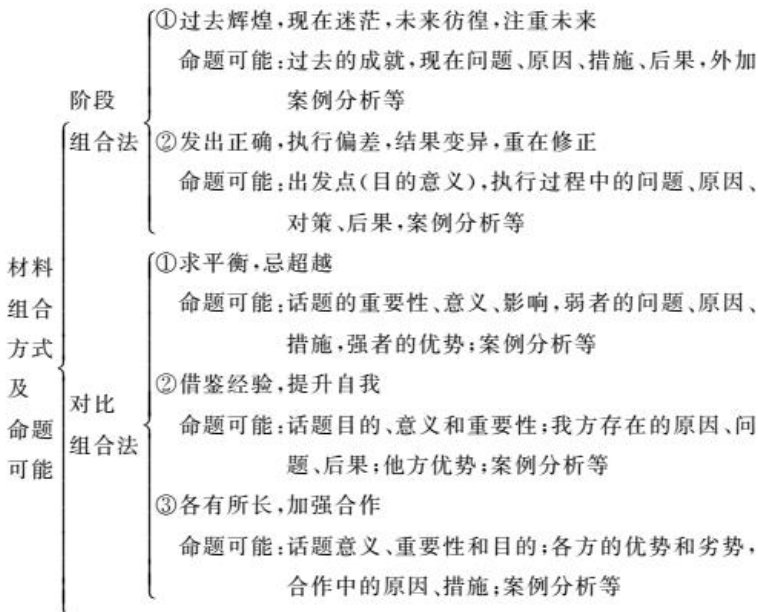 材料
组合
方式
及
命题
可能
阶段
组合法
①过去辉煌,现在迷茫,未来彷徨,注重未来
命题可能:过去的成就,现在问题、原因、措施、后果,外加
案例分析等
②发出正确,执行偏差,结果变异,重在修正
命题可能:出发点(目的意义),执行过程中的问题、原因、
对策、后果,案例分析等
对比
组合法
①求平衡,忌超越
命题可能:话题的重要性、意义、影响,弱者的问题、原因、
措施,强者的优势;案例分析等
②借鉴经验,提升自我
命题可能:话题目的、意义和重要性;我方存在的原因、问
题、后果;他方优势;案例分析等
③各有所长,加强合作
命题可能:话题意义、重要性和目的;各方的优势和劣势,
合作中的原因、措施;案例分析等